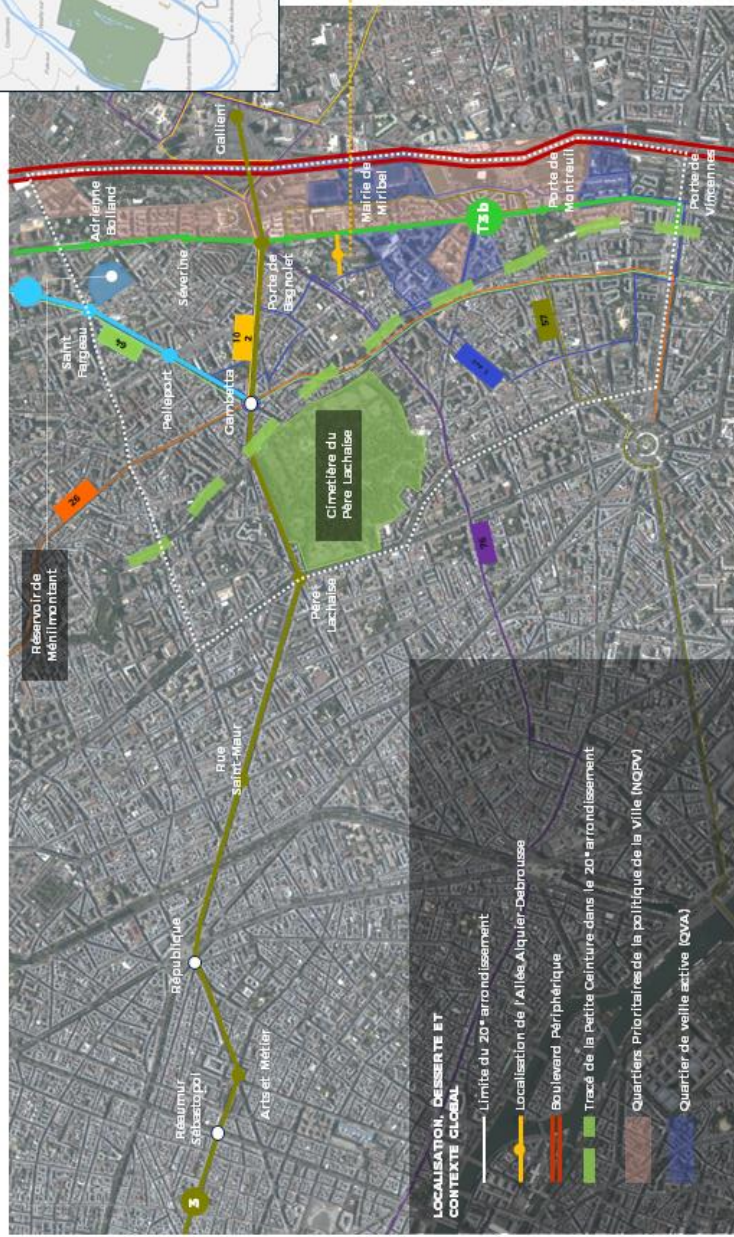 Réaumur
Sébastopol
Arts et Métier
République
Rue
Saint-Maur
Père
Lachaise
Cimetière du
Père Lachaise
Réservoir de
Ménilmontant
Saint
Fargeau
Pelleport
Gambetta
Adrienne
Bolland
Séverine
Porte de
Bagnolet
Gallieni
Mairie de
Miribel
Porte de
Montreuil
Porte de
Vincennes
3
26
64
10
2
76
57
T3b
LOCALISATION, DESSERTE ET
CONTEXTE GLOBAL
Limite du 20e arrondissement
Localisation de l'Allée Alquier-Debrousse
Boulevard Périphérique
Tracé de la Petite Ceinture dans le 20e arrondissement
Quartiers Prioritaires de la politique de la Ville (NQPV)
Quartier de veille active (QVA)